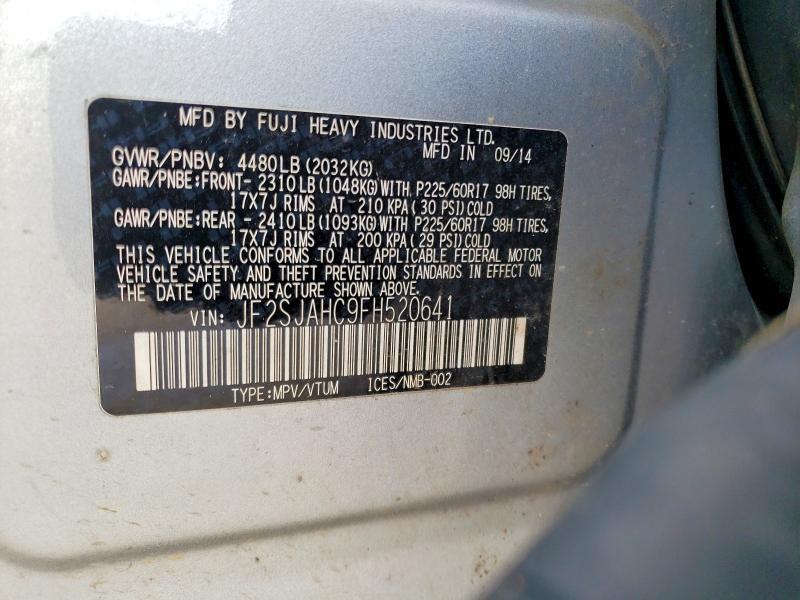 MFD BY FUJI HEAVY INDUSTRIES LTD.
MFD IN 09/14
GVWR/PNBV: 4480LB (2032KG)
GAWR/PNBE:FRONT- 2310LB (1048KG)WITH P225/60R17 98H TIRES,
17X7J RIMS AT 210 KPA (30 PSI)COLD
GAWR/PNBE:REAR - 2410LB (1093KG)WITH P225/60R17 98H TIRES,
17X7J RIMS AT 200 KPA (29 PSI)COLD
THIS VEHICLE CONFORMS TO ALL APPLICABLE FEDERAL MOTOR
VEHICLE SAFETY AND THEFT PREVENTION STANDARDS IN EFFECT ON
THE DATE OF MANUFACTURE SHOWN ABOVE.
VIN: JF2SJAHC9FH520641
TYPE:MPV/VTUM ICES/NMB-002